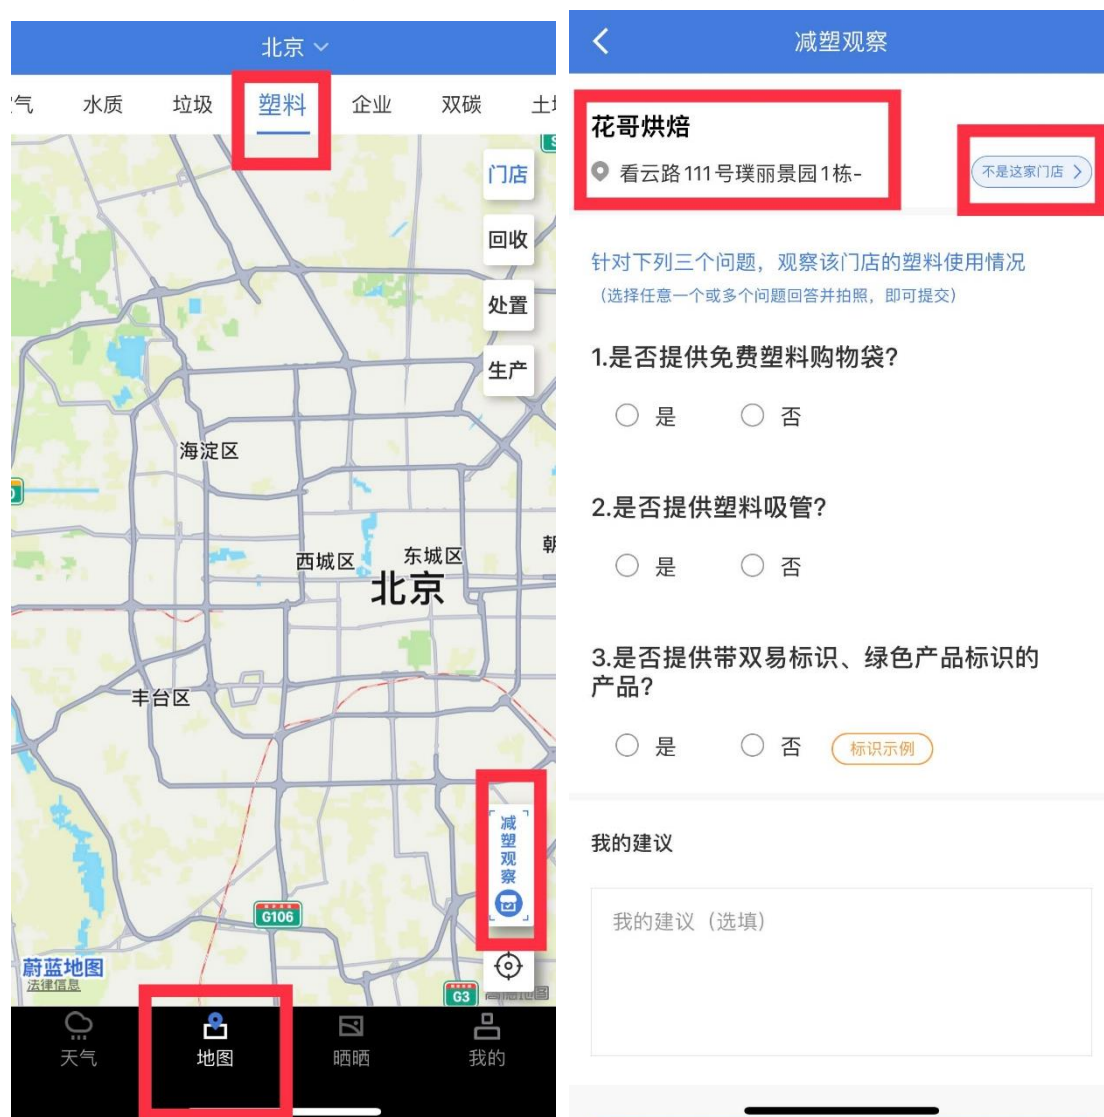 北京
气
水质
垃圾
塑料
企业
双碳
土
门店
回收
处置
生产
海淀区
西城区
东城区
朝
北京
丰台区
减塑观察
G106
蔚蓝地图
法律信息
G3
高德地图
天气
地图
晒晒
我的
减塑观察
花哥烘焙
看云路111号璞丽景园1栋-
不是这家门店
针对下列三个问题，观察该门店的塑料使用情况
（选择任意一个或多个问题回答并拍照，即可提交）
1.是否提供免费塑料购物袋?
是
否
2.是否提供塑料吸管?
是
否
3.是否提供带双易标识、绿色产品标识的
产品?
是
否
标识示例
我的建议
我的建议（选填）